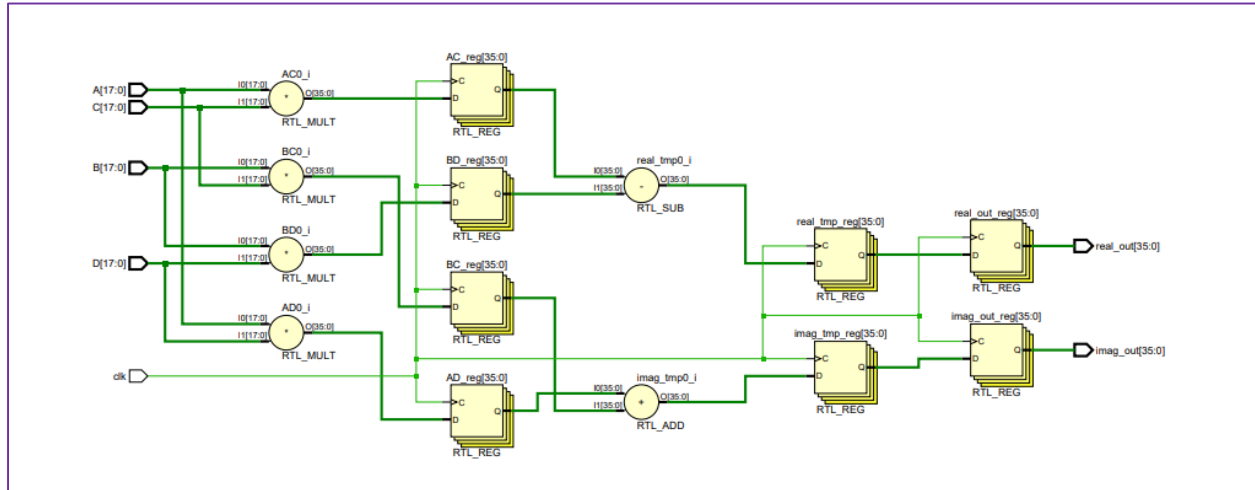 A[17:0]
C[17:0]
B[17:0]
D[17:0]
clk
AC0_i
I0[17:0]
I1[17:0]
*
O[35:0]
RTL_MULT
BC0_i
I0[17:0]
I1[17:0]
*
O[35:0]
RTL_MULT
BD0_i
I0[17:0]
I1[17:0]
*
O[35:0]
RTL_MULT
AD0_i
I0[17:0]
I1[17:0]
*
O[35:0]
RTL_MULT
AC_reg[35:0]
C
D
Q
RTL_REG
BD_reg[35:0]
C
D
Q
RTL_REG
BC_reg[35:0]
C
D
Q
RTL_REG
AD_reg[35:0]
C
D
Q
RTL_REG
real_tmp0_i
I0[35:0]
I1[35:0]
-
O[35:0]
RTL_SUB
imag_tmp0_i
I0[35:0]
I1[35:0]
+
O[35:0]
RTL_ADD
real_tmp_reg[35:0]
C
D
Q
RTL_REG
imag_tmp_reg[35:0]
C
D
Q
RTL_REG
real_out_reg[35:0]
C
D
Q
RTL_REG
imag_out_reg[35:0]
C
D
Q
RTL_REG
real_out[35:0]
imag_out[35:0]